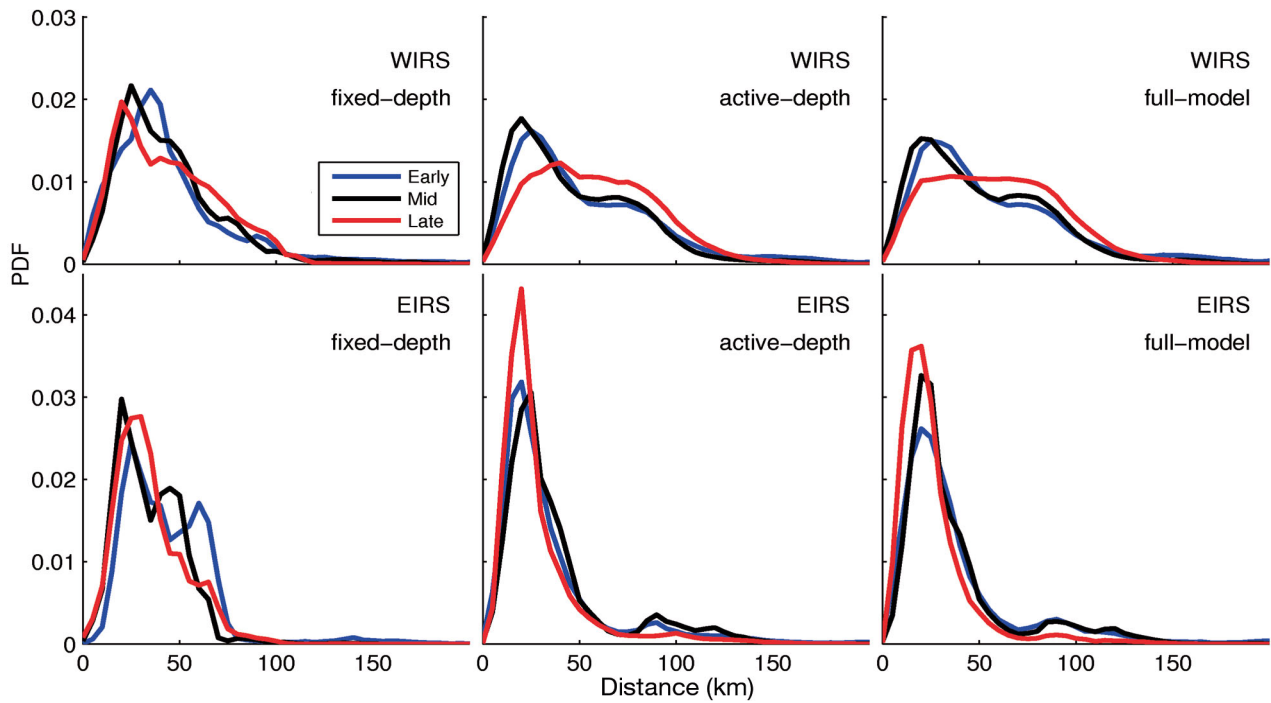 0.03
WIRS
fixed−depth
WIRS
active−depth
WIRS
full−model
0.02
0.01
0
Early
Mid
Late
PDF
EIRS
fixed−depth
EIRS
active−depth
EIRS
full−model
0.04
0.03
0.02
0.01
0
0 50 100 150
0 50 100 150
0 50 100 150
Distance (km)